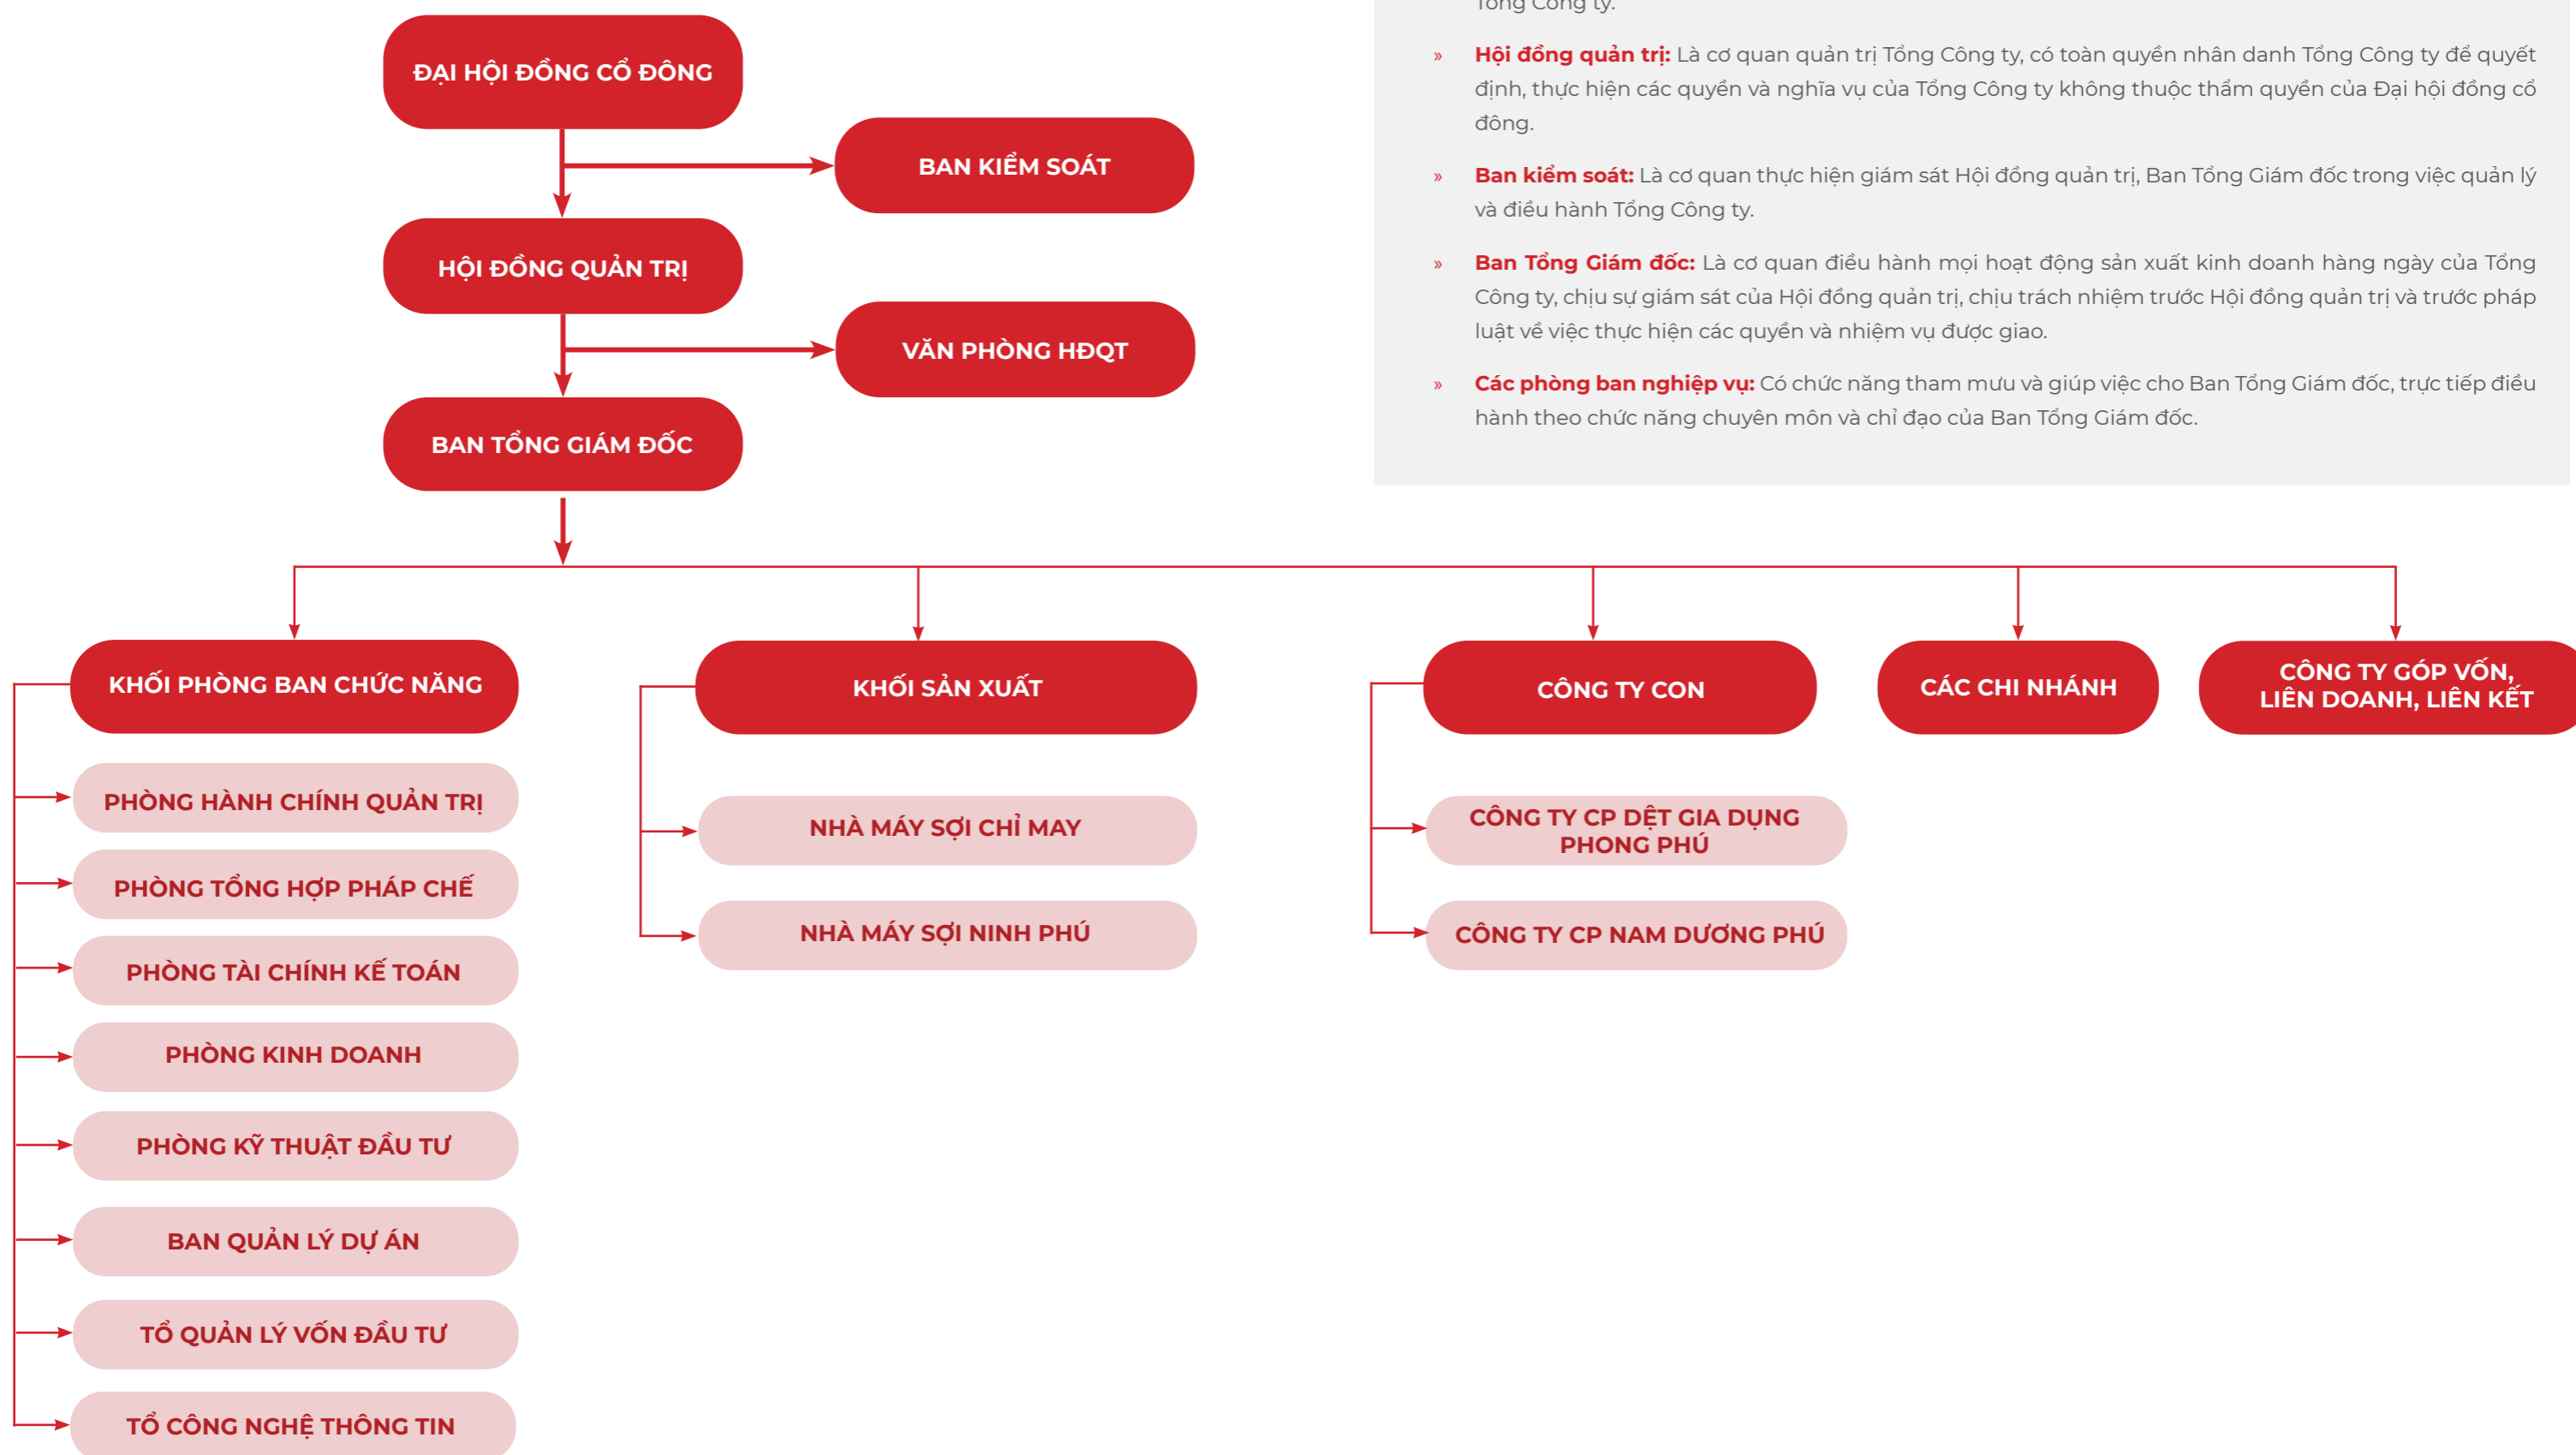 Tổng Công ty.
» Hội đồng quản trị: Là cơ quan quản trị Tổng Công ty, có toàn quyền nhân danh Tổng Công ty để quyết
định, thực hiện các quyền và nghĩa vụ của Tổng Công ty không thuộc thẩm quyền của Đại hội đồng cổ
đông.
» Ban kiểm soát: Là cơ quan thực hiện giám sát Hội đồng quản trị, Ban Tổng Giám đốc trong việc quản lý
và điều hành Tổng Công ty.
» Ban Tổng Giám đốc: Là cơ quan điều hành mọi hoạt động sản xuất kinh doanh hàng ngày của Tổng
Công ty, chịu sự giám sát của Hội đồng quản trị, chịu trách nhiệm trước Hội đồng quản trị và trước pháp
luật về việc thực hiện các quyền và nhiệm vụ được giao.
» Các phòng ban nghiệp vụ: Có chức năng tham mưu và giúp việc cho Ban Tổng Giám đốc, trực tiếp điều
hành theo chức năng chuyên môn và chỉ đạo của Ban Tổng Giám đốc.
ĐẠI HỘI ĐỒNG CỔ ĐÔNG
BAN KIỂM SOÁT
HỘI ĐỒNG QUẢN TRỊ
VĂN PHÒNG HĐQT
BAN TỔNG GIÁM ĐỐC
KHỐI PHÒNG BAN CHỨC NĂNG
PHÒNG HÀNH CHÍNH QUẢN TRỊ
PHÒNG TỔNG HỢP PHÁP CHẾ
PHÒNG TÀI CHÍNH KẾ TOÁN
PHÒNG KINH DOANH
PHÒNG KỸ THUẬT ĐẦU TƯ
BAN QUẢN LÝ DỰ ÁN
TỔ QUẢN LÝ VỐN ĐẦU TƯ
TỔ CÔNG NGHỆ THÔNG TIN
KHỐI SẢN XUẤT
NHÀ MÁY SỢI CHỈ MAY
NHÀ MÁY SỢI NINH PHÚ
CÔNG TY CON
CÔNG TY CP DỆT GIA DỤNG
PHONG PHÚ
CÔNG TY CP NAM DƯƠNG PHÚ
CÁC CHI NHÁNH
CÔNG TY GÓP VỐN,
LIÊN DOANH, LIÊN KẾT